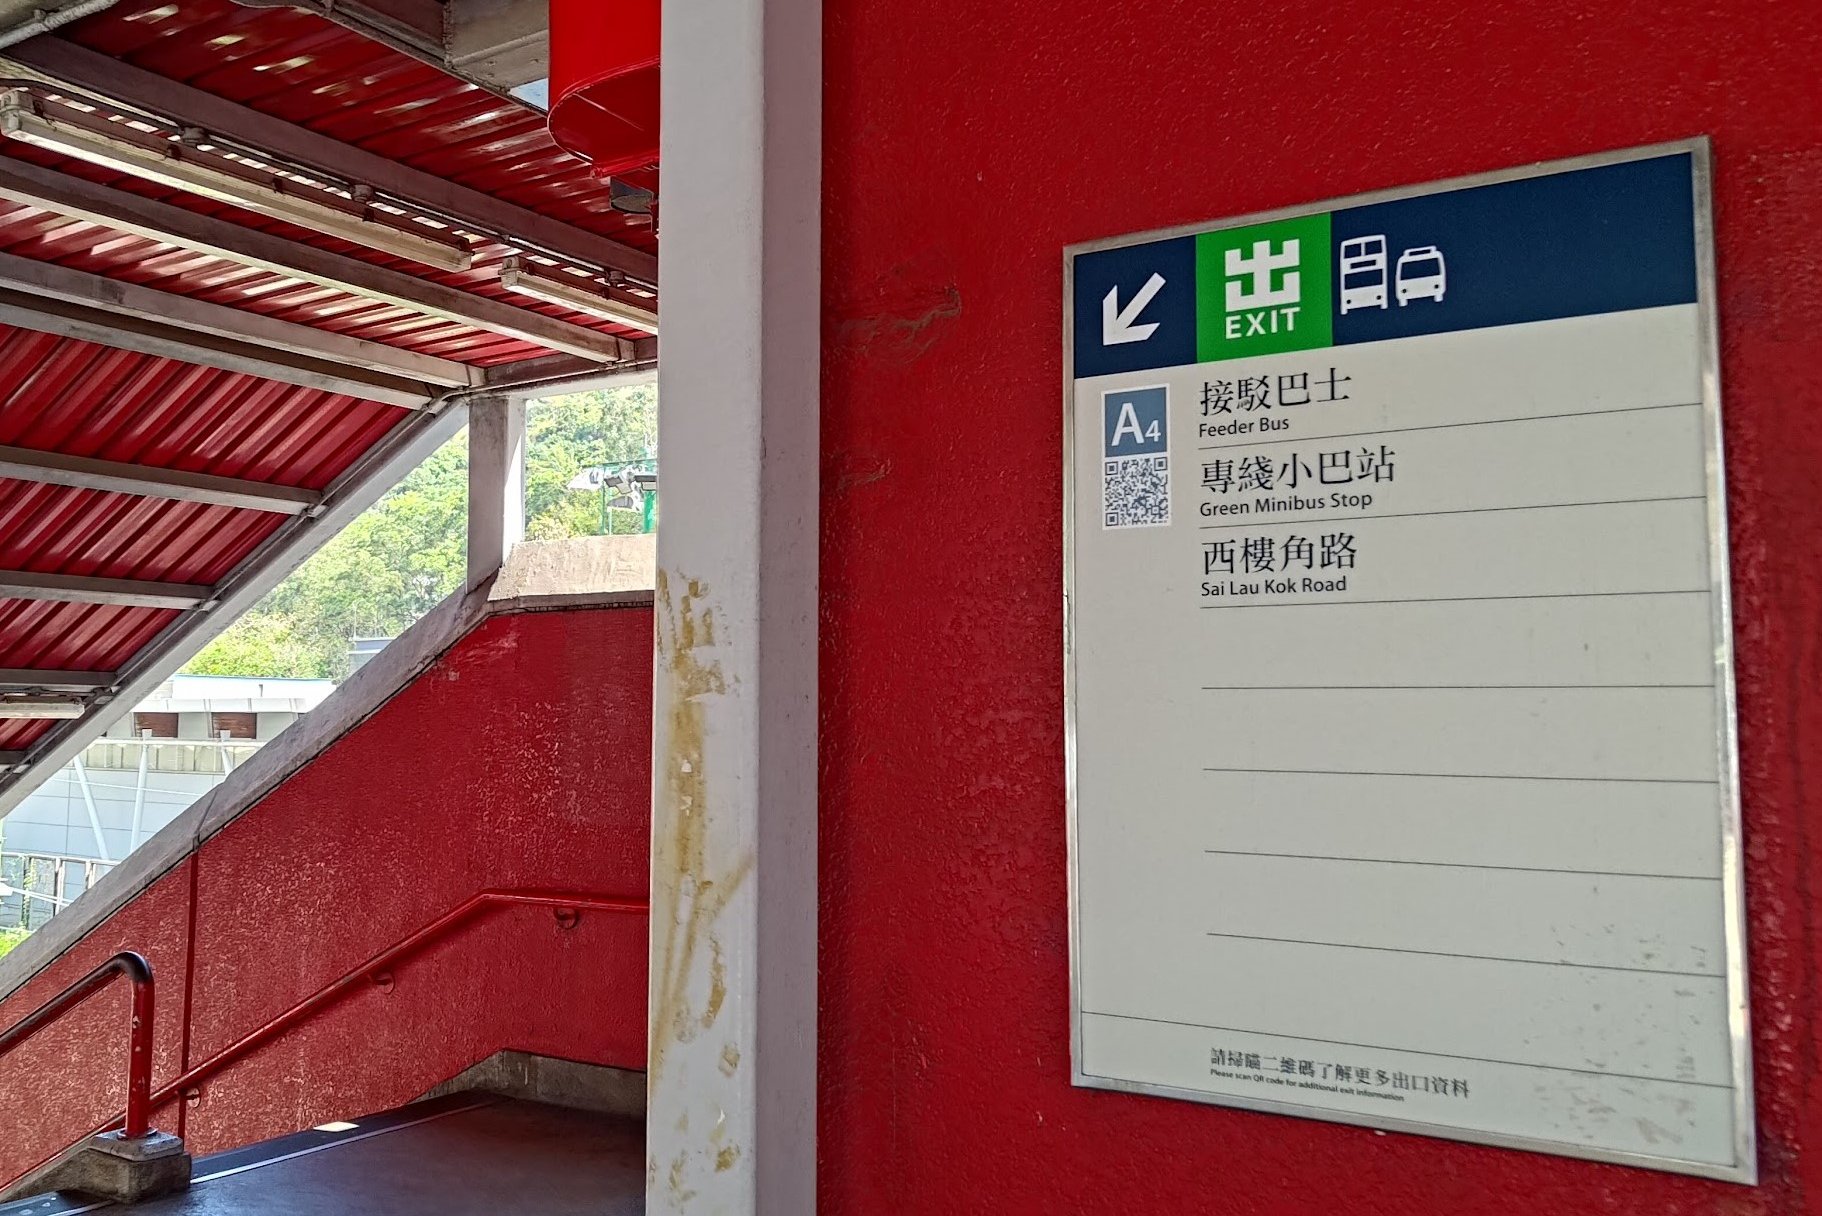 出
EXIT
A4
接駁巴士
Feeder Bus
專綫小巴站
Green Minibus Stop
西樓角路
Sai Lau Kok Road
請掃瞄二維碼了解更多出口資料
Please scan QR code for additional exit information